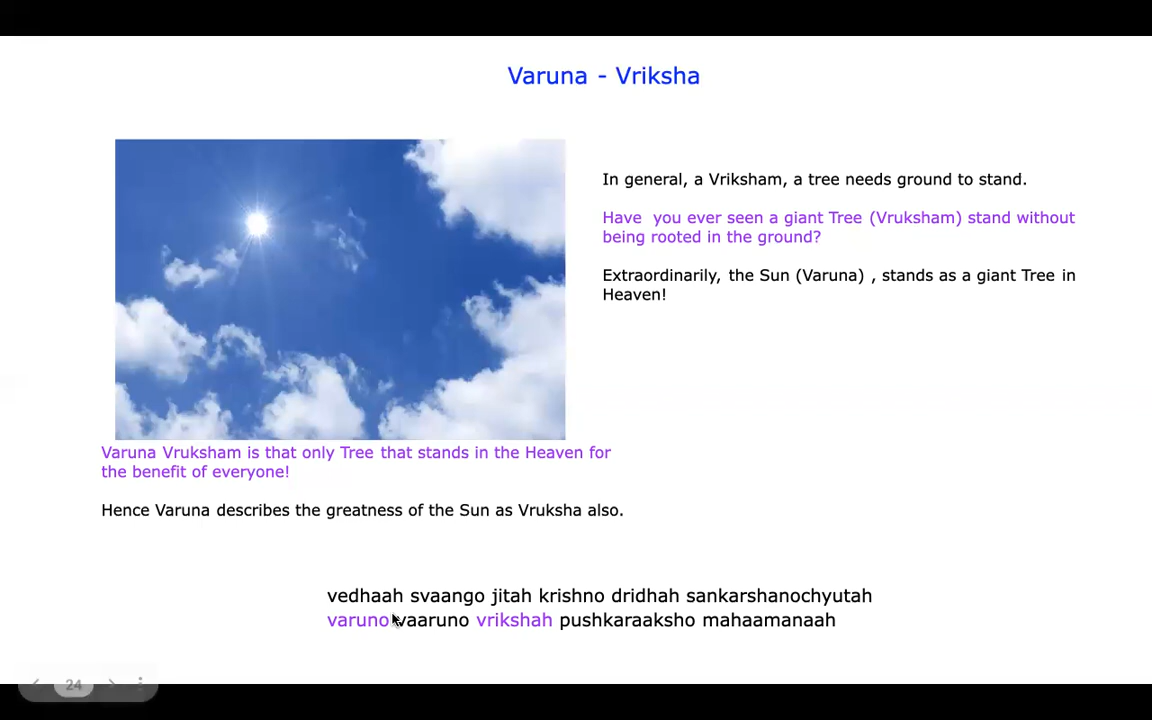 Varuna - Vriksha
In general, a Vriksham, a tree needs ground to stand.
Have you ever seen a giant Tree (Vruksham) stand without
being rooted in the ground?
Extraordinarily, the Sun (Varuna) , stands as a giant Tree in
Heaven!
Varuna Vruksham is that only Tree that stands in the Heaven for
the benefit of everyone!
Hence Varuna describes the greatness of the Sun as Vruksha also.
vedhaah svaango jitah krishno dridhah sankarshanochyutah
varuno vaaruno vrikshah pushkaraaksho mahaamanaah
24